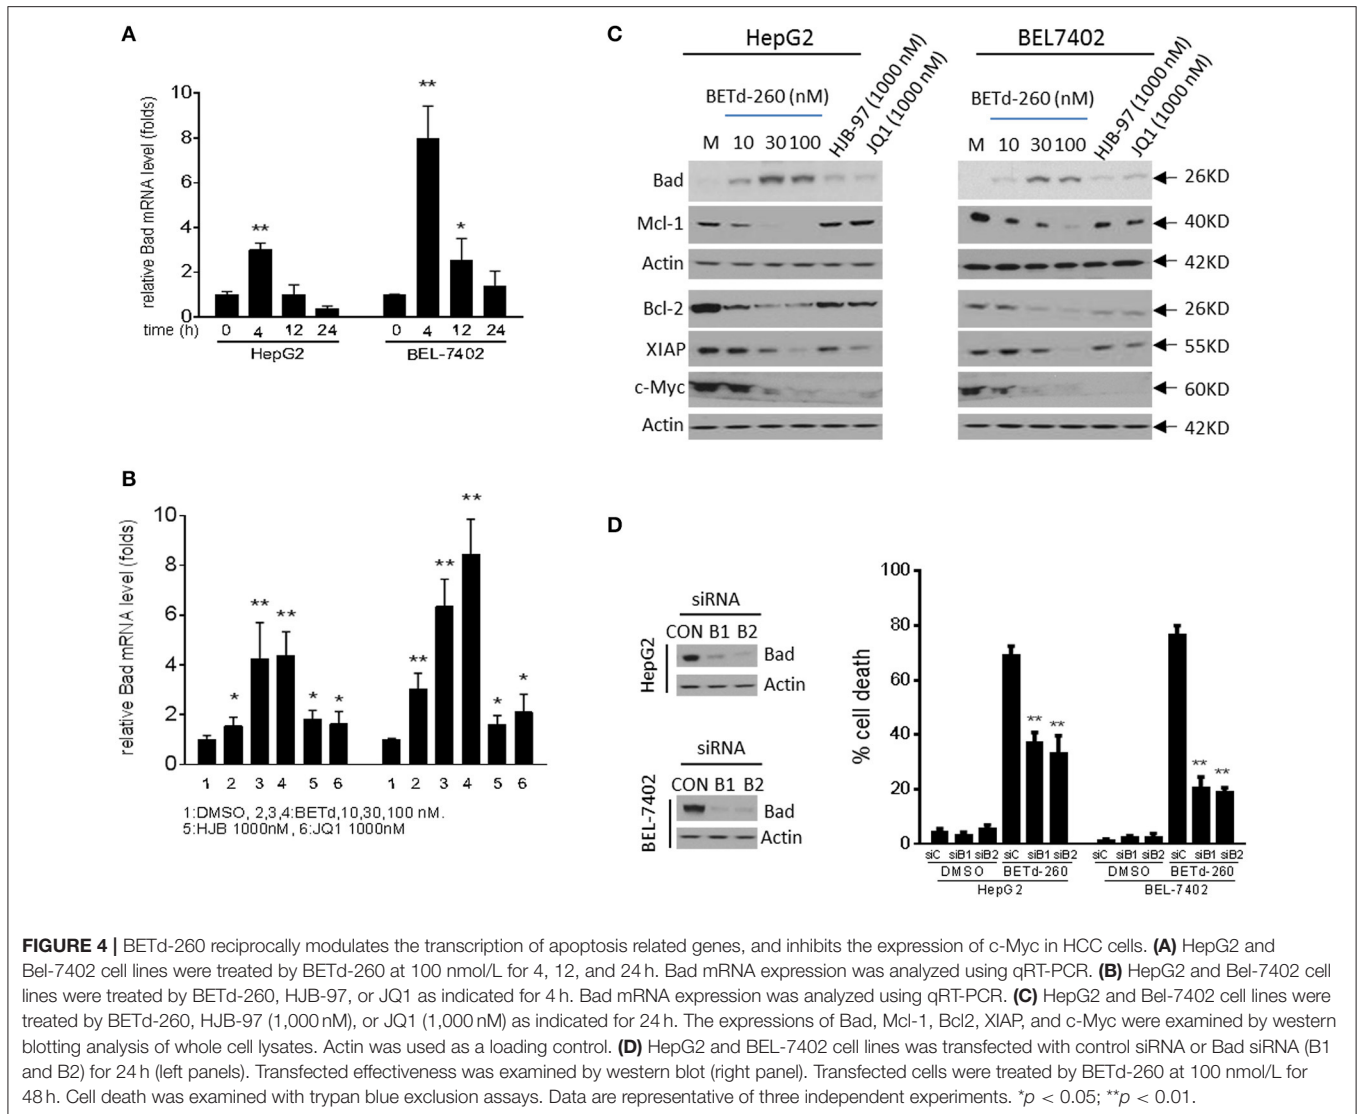 A
relative Bad mRNA level (folds)
10
8
6
4
2
0
** ** * 
time (h) 0 4 12 24 0 4 12 24
HepG2 BEL-7402
B
relative Bad mRNA level (folds)
10
8
6
4
2
0
* ** ** * * ** ** ** * *
1 2 3 4 5 6 1 2 3 4 5 6
1:DMSO, 2,3,4:BETd,10,30,100 nM.
5:HJB 1000nM, 6:JQ1 1000nM
C
HepG2 BEL7402
BETd-260 (nM) HJB-97 (1000 nM) JQ1 (1000 nM) BETd-260 (nM) HJB-97 (1000 nM) JQ1 (1000 nM)
M 10 30 100 M 10 30 100
Bad 26KD
Mcl-1 40KD
Actin 42KD
Bcl-2 26KD
XIAP 55KD
c-Myc 60KD
Actin 42KD
D
siRNA
CON B1 B2
HepG2
Bad
Actin
siRNA
CON B1 B2
BEL-7402
Bad
Actin
% cell death
100
80
60
40
20
0
** ** ** **
siC siB1 siB2 siC siB1 siB2 siC siB1 siB2 siC siB1 siB2
DMSO BETd-260 DMSO BETd-260
HepG2 BEL-7402
FIGURE 4 | BETd-260 reciprocally modulates the transcription of apoptosis related genes, and inhibits the expression of c-Myc in HCC cells. (A) HepG2 and
Bel-7402 cell lines were treated by BETd-260 at 100 nmol/L for 4, 12, and 24 h. Bad mRNA expression was analyzed using qRT-PCR. (B) HepG2 and Bel-7402 cell
lines were treated by BETd-260, HJB-97, or JQ1 as indicated for 4 h. Bad mRNA expression was analyzed using qRT-PCR. (C) HepG2 and Bel-7402 cell lines were
treated by BETd-260, HJB-97 (1,000 nM), or JQ1 (1,000 nM) as indicated for 24 h. The expressions of Bad, Mcl-1, Bcl2, XIAP, and c-Myc were examined by western
blotting analysis of whole cell lysates. Actin was used as a loading control. (D) HepG2 and BEL-7402 cell lines was transfected with control siRNA or Bad siRNA (B1
and B2) for 24 h (left panels). Transfected effectiveness was examined by western blot (right panel). Transfected cells were treated by BETd-260 at 100 nmol/L for
48 h. Cell death was examined with trypan blue exclusion assays. Data are representative of three independent experiments. *p < 0.05; **p < 0.01.